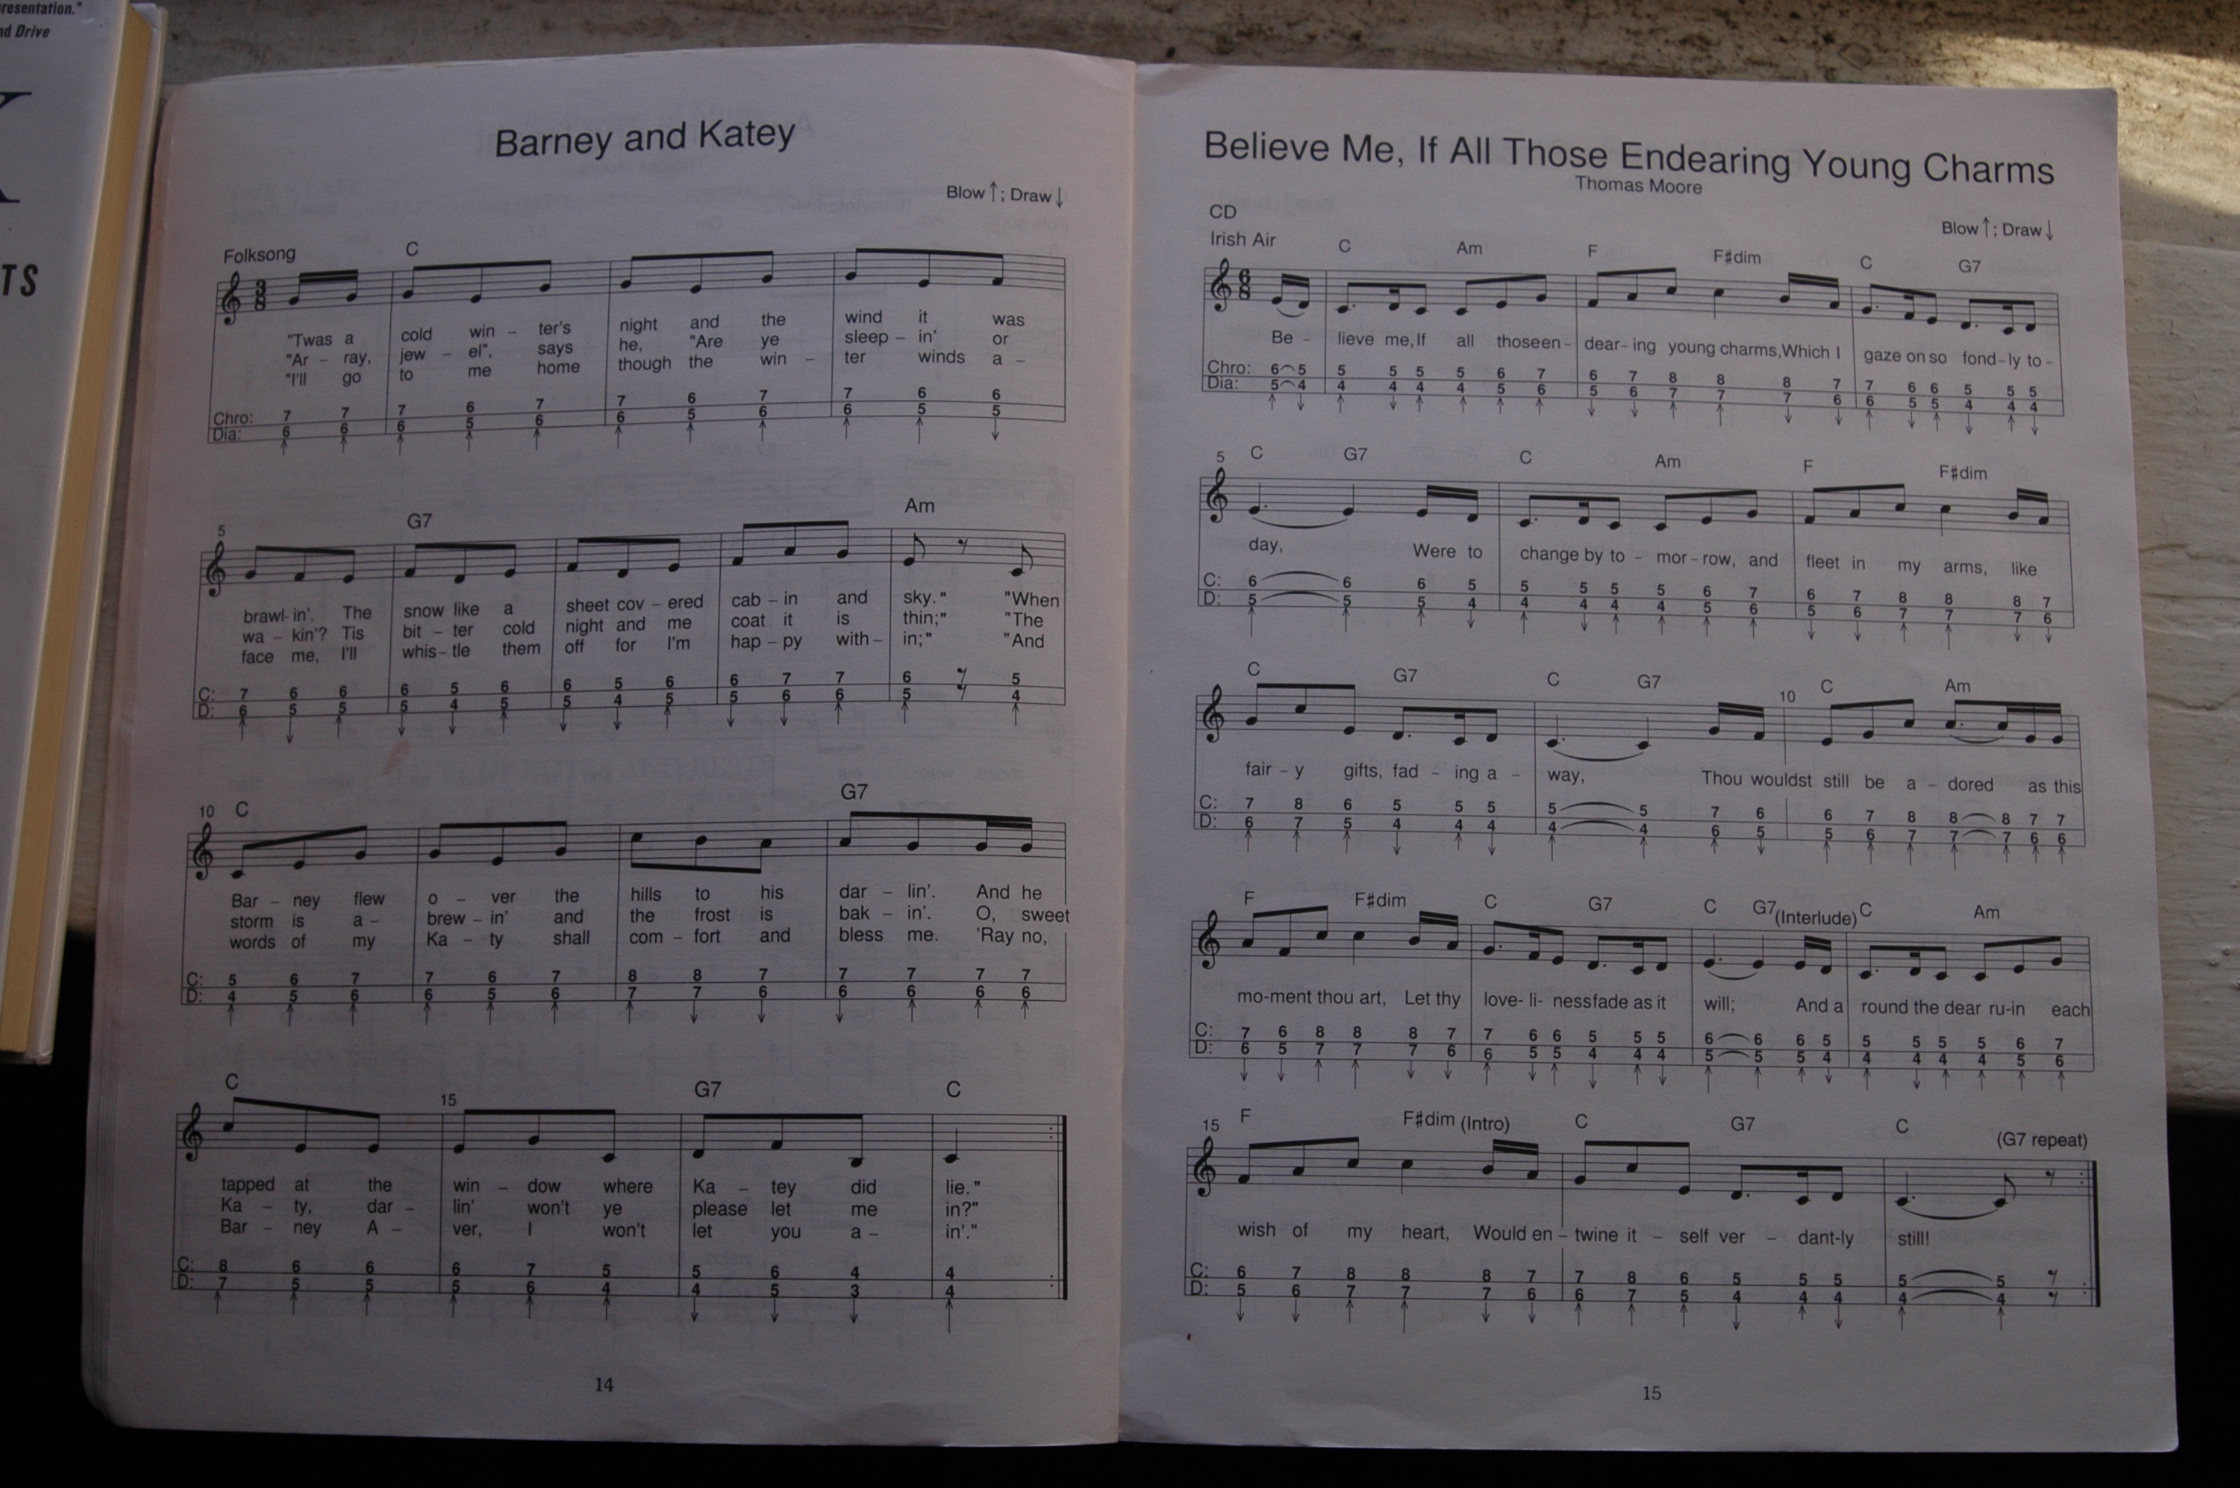 resentation."
nd Drive
X
TS
Barney and Katey
Blow ↑; Draw ↓
Folksong
C
3
8
"Twas a cold win – ter's night and the wind it was
"Ar – ray, jew – el", says he, "Are ye sleep – in' or
"I'll go to me home though the win – ter winds a –
Chro: 7 7 7 6 7 7 6 7 7 6 6
Dia: 6 6 6 5 6 6 5 6 6 5 5
5 G7 Am
brawl- in'. The snow like a sheet cov – ered cab – in and sky." "When
wa – kin'? Tis bit – ter cold night and me coat it is thin;" "The
face me, I'll whis – tle them off for I'm hap – py with – in;" "And
C: 7 6 6 6 5 6 6 5 6 6 7 7 6 5
D: 6 5 5 5 4 5 5 4 5 5 6 6 5 4
10 C G7
Bar – ney flew o – ver the hills to his dar – lin'. And he
storm is a – brew – in' and the frost is bak – in'. O, sweet
words of my Ka – ty shall com – fort and bless me. 'Ray no,
C: 5 6 7 7 6 7 8 8 7 7 7 7 7
D: 4 5 6 6 5 6 7 7 6 6 6 6 6
C 15 G7 C
tapped at the win – dow where Ka – tey did lie."
Ka – ty, dar – lin' won't ye please let me in?"
Bar – ney A – ver, I won't let you a – in'."
C: 8 6 6 6 7 5 5 6 4 4
D: 7 5 5 5 6 4 4 5 3 4
14
Believe Me, If All Those Endearing Young Charms
Thomas Moore
CD
Blow ↑; Draw ↓
Irish Air C Am F F♯dim C G7
6
8
Be – lieve me, If all thoseen – dear – ing young charms, Which I gaze on so fond – ly to –
Chro: 6 5 5 5 5 5 6 7 6 7 8 8 8 7 7 6 6 5 5 5
Dia: 5 4 4 4 4 4 5 6 5 6 7 7 7 6 6 5 5 4 4 4
5 C G7 C Am F F♯dim
day, Were to change by to – mor – row, and fleet in my arms, like
C: 6 6 6 5 5 5 5 5 6 7 6 7 8 8 8 7
D: 5 5 5 4 4 4 4 4 5 6 5 6 7 7 7 6
C G7 C G7 10 C Am
fair – y gifts, fad – ing a – way, Thou wouldst still be a – dored as this
C: 7 8 6 5 5 5 5 5 7 6 6 7 8 8 8 7 7
D: 6 7 5 4 4 4 4 4 6 5 5 6 7 7 7 6 6
F F♯dim C G7 C G7 (Interlude) C Am
mo-ment thou art, Let thy love- li- nessfade as it will; And a round the dear ru-in each
C: 7 6 8 8 8 7 7 6 6 5 5 5 6 6 6 5 5 5 5 5 6 7
D: 6 5 7 7 7 6 6 5 5 4 4 4 5 5 5 4 4 4 4 4 5 6
15 F F♯dim (Intro) C G7 C (G7 repeat)
wish of my heart, Would en – twine it – self ver – dant-ly still!
C: 6 7 8 8 8 7 7 8 6 5 5 5 5 5
D: 5 6 7 7 7 6 6 7 5 4 4 4 4 4
15